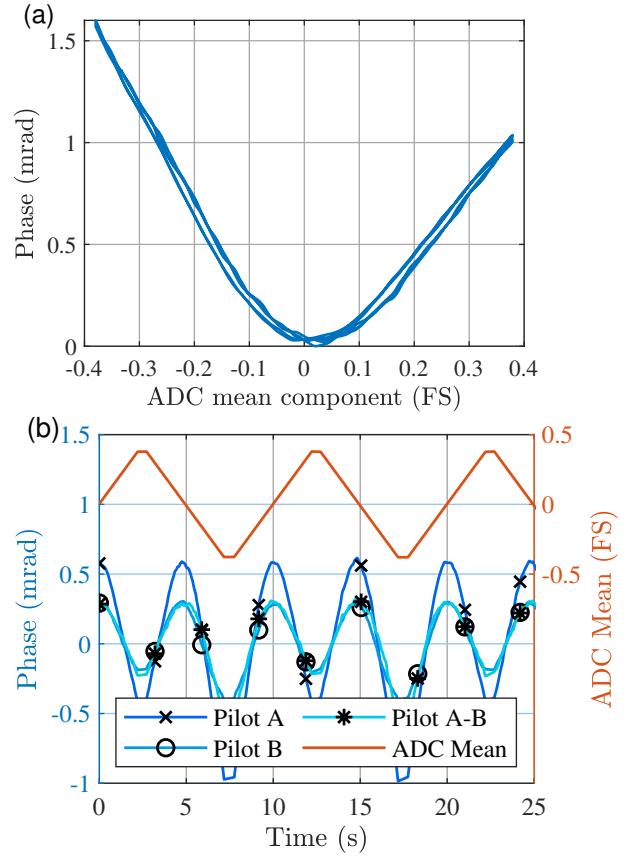 (a)
1.5
1
0.5
0
Phase (mrad)
-0.4 -0.3 -0.2 -0.1 0 0.1 0.2 0.3 0.4
ADC mean component (FS)
(b)
1.5
1
0.5
0
-0.5
-1
Phase (mrad)
0.5
0
-0.5
ADC Mean (FS)
Pilot A
Pilot A-B
Pilot B
ADC Mean
0 5 10 15 20 25
Time (s)